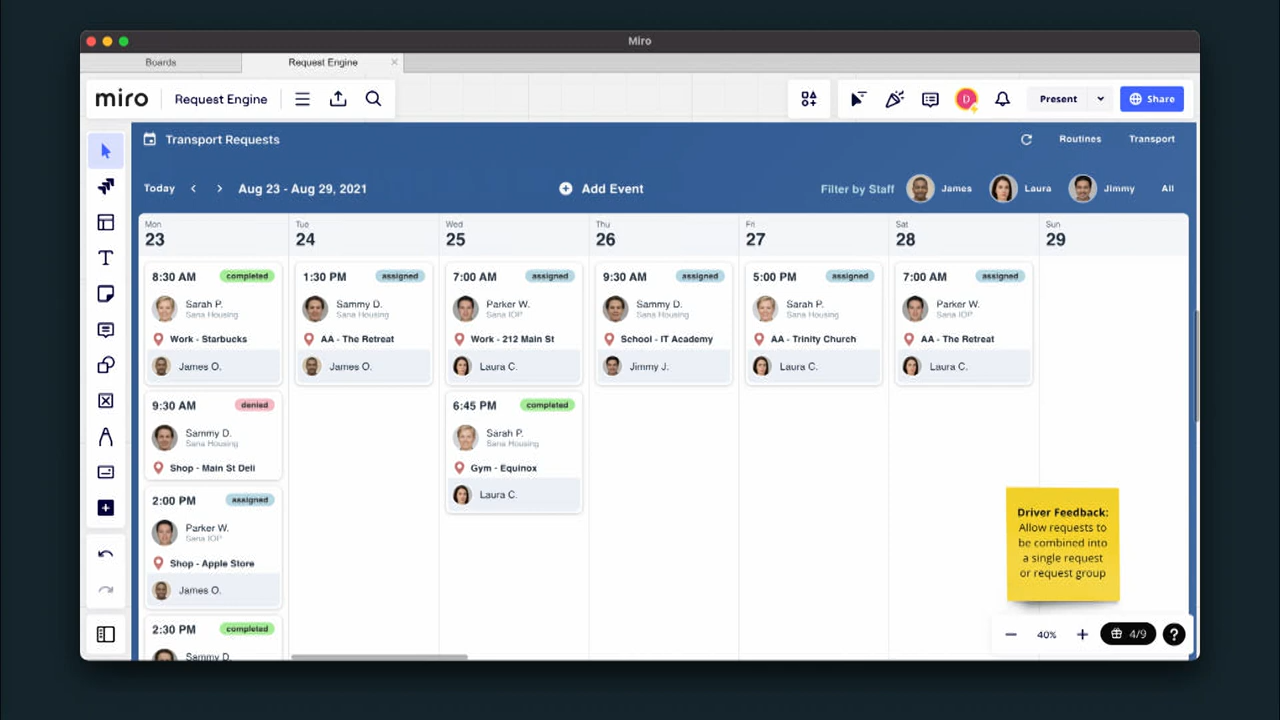 Miro
Boards
Request Engine
miro
Request Engine
D
Present
Share
Transport Requests
Routines
Transport
Today
Aug 23 - Aug 29, 2021
Add Event
Filter by Staff
James
Laura
Jimmy
All
Mon
23
Tue
24
Wed
25
Thu
26
Fri
27
Sat
28
Sun
29
8:30 AM completed
Sarah P.
Sana Housing
Work - Starbucks
James O.
9:30 AM denied
Sammy D.
Sana Housing
Shop - Main St Deli
2:00 PM assigned
Parker W.
Sana IOP
Shop - Apple Store
James O.
2:30 PM completed
Sammy D.
1:30 PM assigned
Sammy D.
Sana Housing
AA - The Retreat
James O.
7:00 AM assigned
Parker W.
Sana IOP
Work - 212 Main St
Laura C.
6:45 PM completed
Sarah P.
Sana Housing
Gym - Equinox
Laura C.
9:30 AM assigned
Sammy D.
Sana Housing
School - IT Academy
Jimmy J.
5:00 PM assigned
Sarah P.
Sana Housing
AA - Trinity Church
Laura C.
7:00 AM assigned
Parker W.
Sana IOP
AA - The Retreat
Laura C.
Driver Feedback:
Allow requests to
be combined into
a single request
or request group
40%
4/9
?